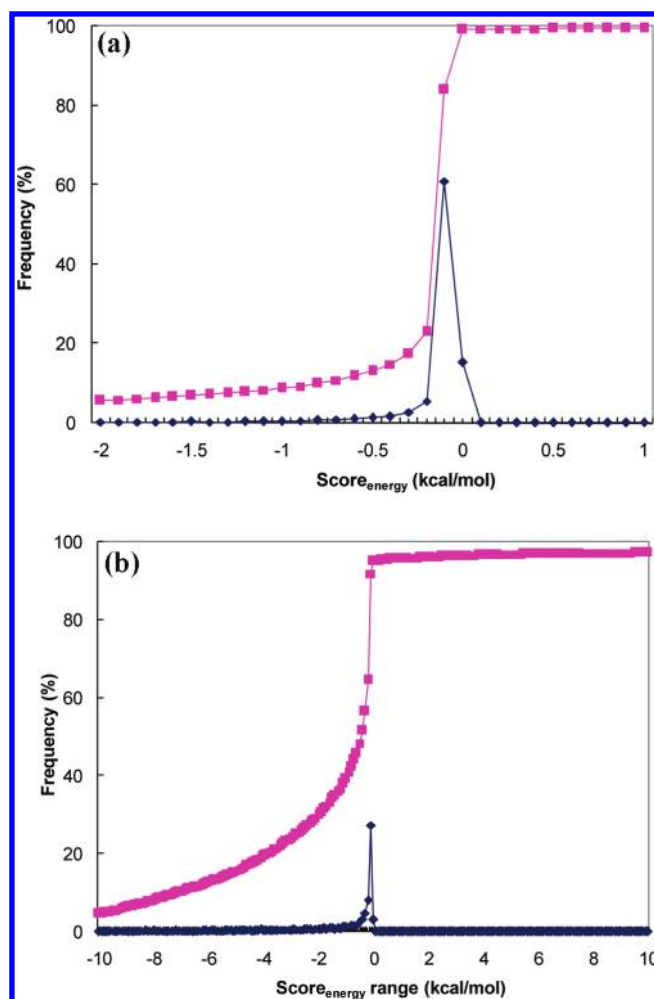 (a)
100
80
60
40
20
0
Frequency (%)
-2 -1.5 -1 -0.5 0 0.5 1
Scoreenergy (kcal/mol)
(b)
100
80
60
40
20
0
Frequency (%)
-10 -8 -6 -4 -2 0 2 4 6 8 10
Scoreenergy range (kcal/mol)